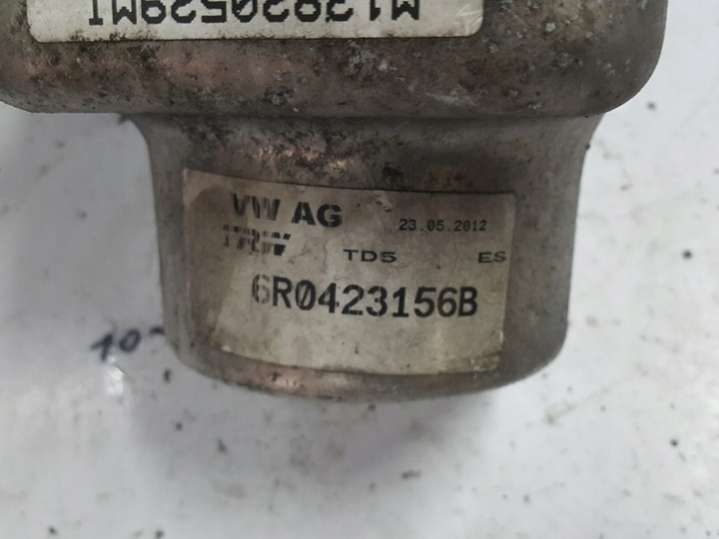 VW AG 23.05.2012
TRW TD5 ES
6R0423156B
10-